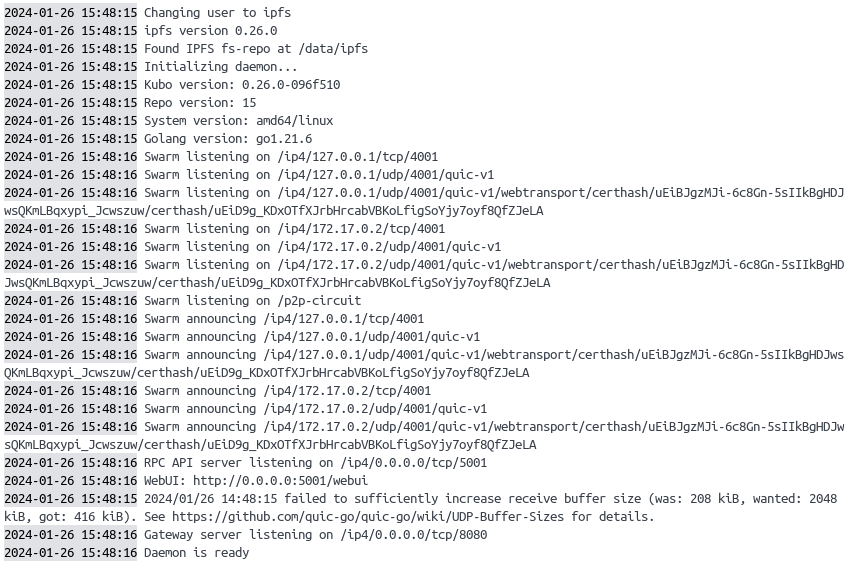 2024-01-26 15:48:15 Changing user to ipfs
2024-01-26 15:48:15 ipfs version 0.26.0
2024-01-26 15:48:15 Found IPFS fs-repo at /data/ipfs
2024-01-26 15:48:15 Initializing daemon...
2024-01-26 15:48:15 Kubo version: 0.26.0-096f510
2024-01-26 15:48:15 Repo version: 15
2024-01-26 15:48:15 System version: amd64/linux
2024-01-26 15:48:15 Golang version: go1.21.6
2024-01-26 15:48:16 Swarm listening on /ip4/127.0.0.1/tcp/4001
2024-01-26 15:48:16 Swarm listening on /ip4/127.0.0.1/udp/4001/quic-v1
2024-01-26 15:48:16 Swarm listening on /ip4/127.0.0.1/udp/4001/quic-v1/webtransport/certhash/uEiBJgzMJi-6c8Gn-5sIIkBgHDJ
wsQKmLBqxypi_Jcwszuw/certhash/uEiD9g_KDxOTfXJrbHrcabVBKoLfigSoYjy7oyf8QfZJeLA
2024-01-26 15:48:16 Swarm listening on /ip4/172.17.0.2/tcp/4001
2024-01-26 15:48:16 Swarm listening on /ip4/172.17.0.2/udp/4001/quic-v1
2024-01-26 15:48:16 Swarm listening on /ip4/172.17.0.2/udp/4001/quic-v1/webtransport/certhash/uEiBJgzMJi-6c8Gn-5sIIkBgHD
JwsQKmLBqxypi_Jcwszuw/certhash/uEiD9g_KDxOTfXJrbHrcabVBKoLfigSoYjy7oyf8QfZJeLA
2024-01-26 15:48:16 Swarm listening on /p2p-circuit
2024-01-26 15:48:16 Swarm announcing /ip4/127.0.0.1/tcp/4001
2024-01-26 15:48:16 Swarm announcing /ip4/127.0.0.1/udp/4001/quic-v1
2024-01-26 15:48:16 Swarm announcing /ip4/127.0.0.1/udp/4001/quic-v1/webtransport/certhash/uEiBJgzMJi-6c8Gn-5sIIkBgHDJws
QKmLBqxypi_Jcwszuw/certhash/uEiD9g_KDxOTfXJrbHrcabVBKoLfigSoYjy7oyf8QfZJeLA
2024-01-26 15:48:16 Swarm announcing /ip4/172.17.0.2/tcp/4001
2024-01-26 15:48:16 Swarm announcing /ip4/172.17.0.2/udp/4001/quic-v1
2024-01-26 15:48:16 Swarm announcing /ip4/172.17.0.2/udp/4001/quic-v1/webtransport/certhash/uEiBJgzMJi-6c8Gn-5sIIkBgHDJw
sQKmLBqxypi_Jcwszuw/certhash/uEiD9g_KDxOTfXJrbHrcabVBKoLfigSoYjy7oyf8QfZJeLA
2024-01-26 15:48:16 RPC API server listening on /ip4/0.0.0.0/tcp/5001
2024-01-26 15:48:16 WebUI: http://0.0.0.0:5001/webui
2024-01-26 15:48:15 2024/01/26 14:48:15 failed to sufficiently increase receive buffer size (was: 208 kiB, wanted: 2048
kiB, got: 416 kiB). See https://github.com/quic-go/quic-go/wiki/UDP-Buffer-Sizes for details.
2024-01-26 15:48:16 Gateway server listening on /ip4/0.0.0.0/tcp/8080
2024-01-26 15:48:16 Daemon is ready